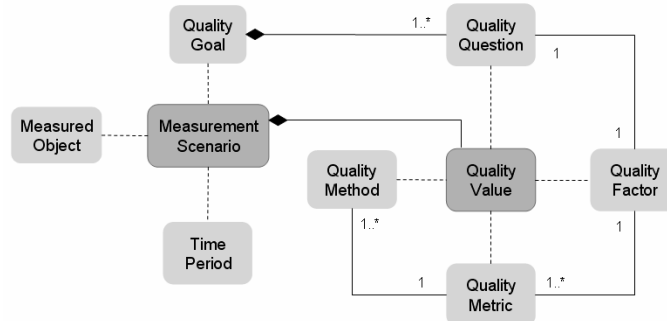 Quality
Goal
1..*
Quality
Question
1
Measured
Object
Measurement
Scenario
1
Quality
Method
Quality
Value
Quality
Factor
Time
Period
1..*
1
1
1..*
Quality
Metric